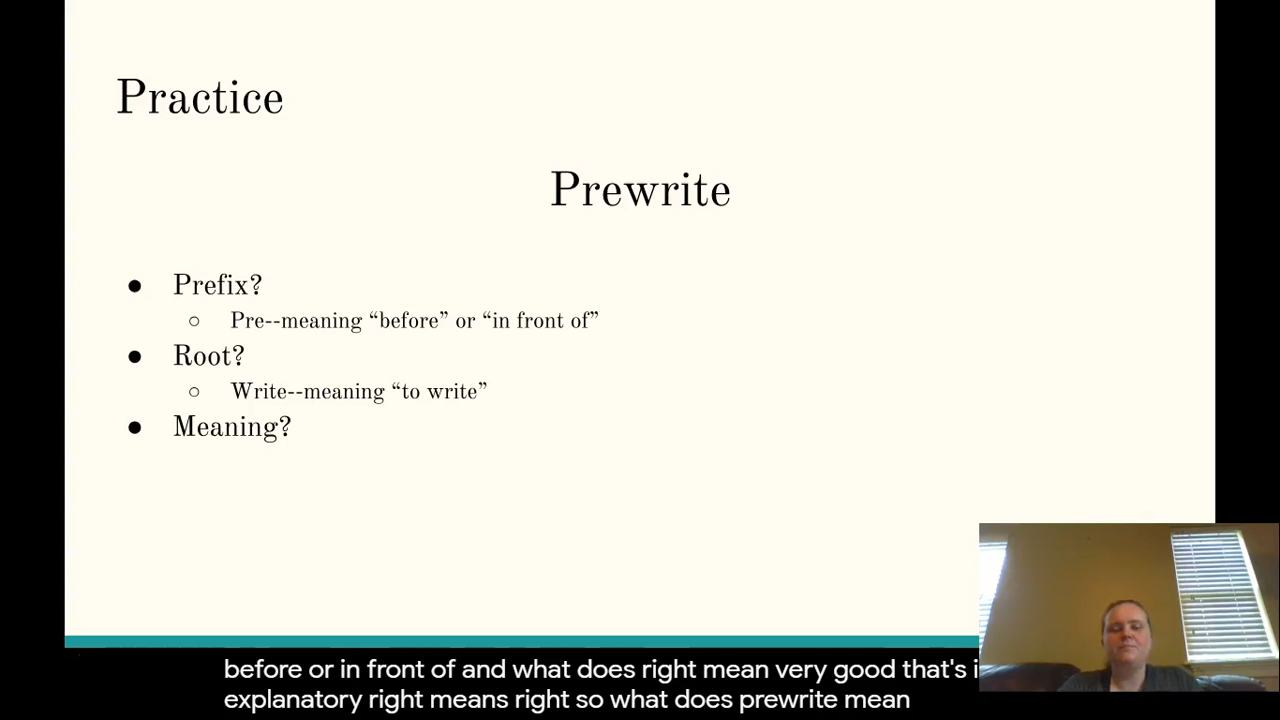 Practice
Prewrite
● Prefix?
○ Pre--meaning “before” or “in front of”
● Root?
○ Write--meaning “to write”
● Meaning?
before or in front of and what does right mean very good that's
explanatory right means right so what does prewrite mean